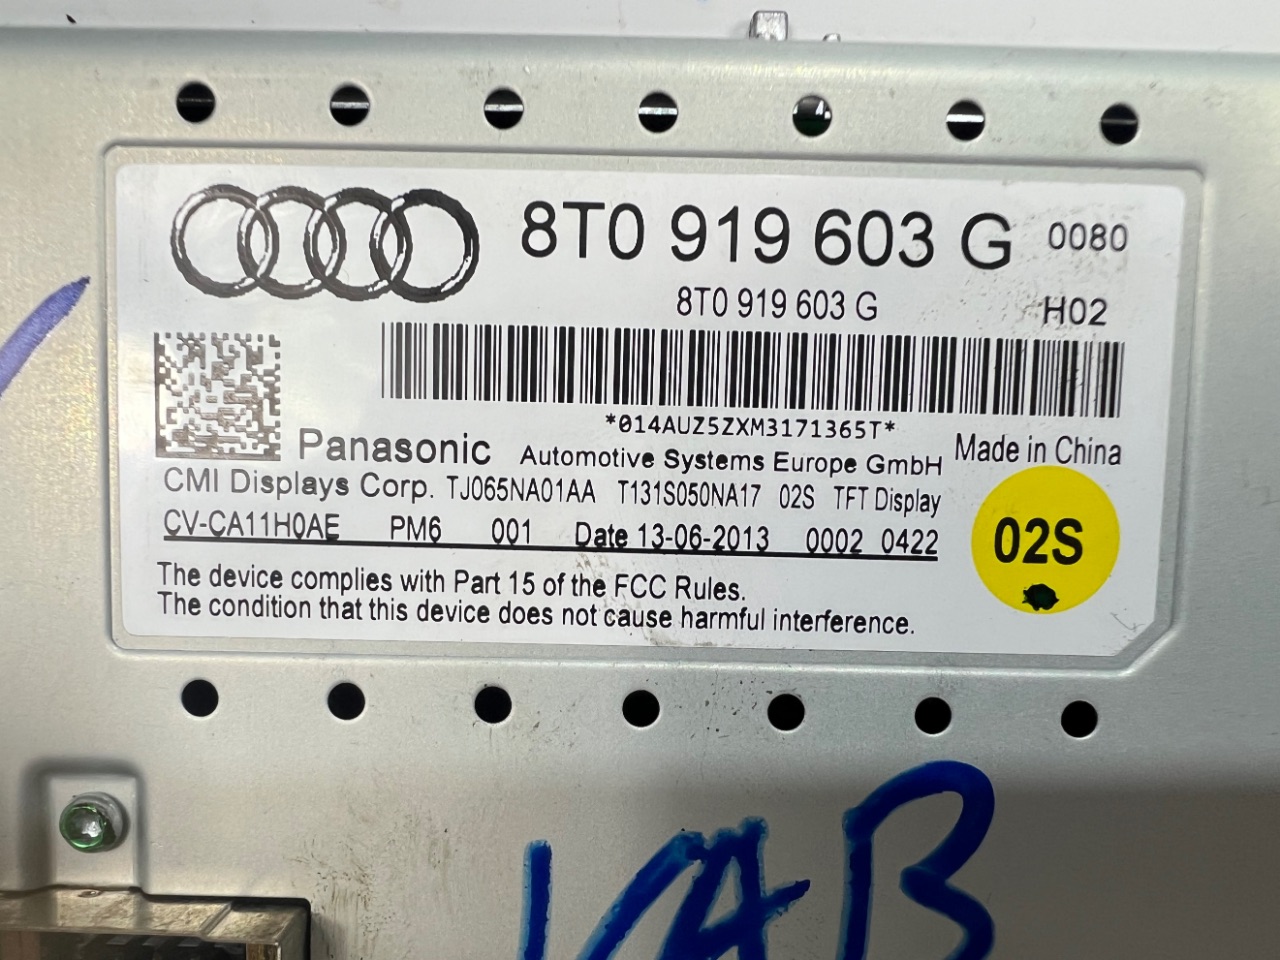 8T0 919 603 G 0080
8T0 919 603 G H02
*014AUZ5ZXM3171365T*
Panasonic Automotive Systems Europe GmbH Made in China
CMI Displays Corp. TJ065NA01AA T131S050NA17 02S TFT Display
CV-CA11H0AE PM6 001 Date 13-06-2013 0002 0422
02S
The device complies with Part 15 of the FCC Rules.
The condition that this device does not cause harmful interference.